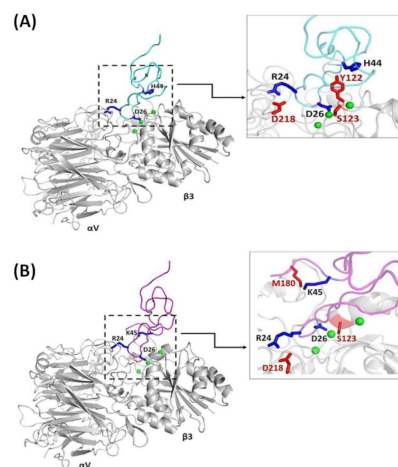 (A)
H44
R24
D26
αV
β3
H44
Y122
R24
D26
D218
S123
(B)
K45
R24
D26
αV
β3
M180
K45
R24
D26
S123
D218